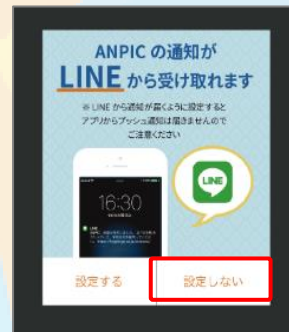 ANPIC の通知が
LINE から受け取れます
※ LINE から通知が届くように設定すると
アプリからプッシュ通知は届きませんので
ご注意ください
16:30
LINE
LINE
設定する
設定しない